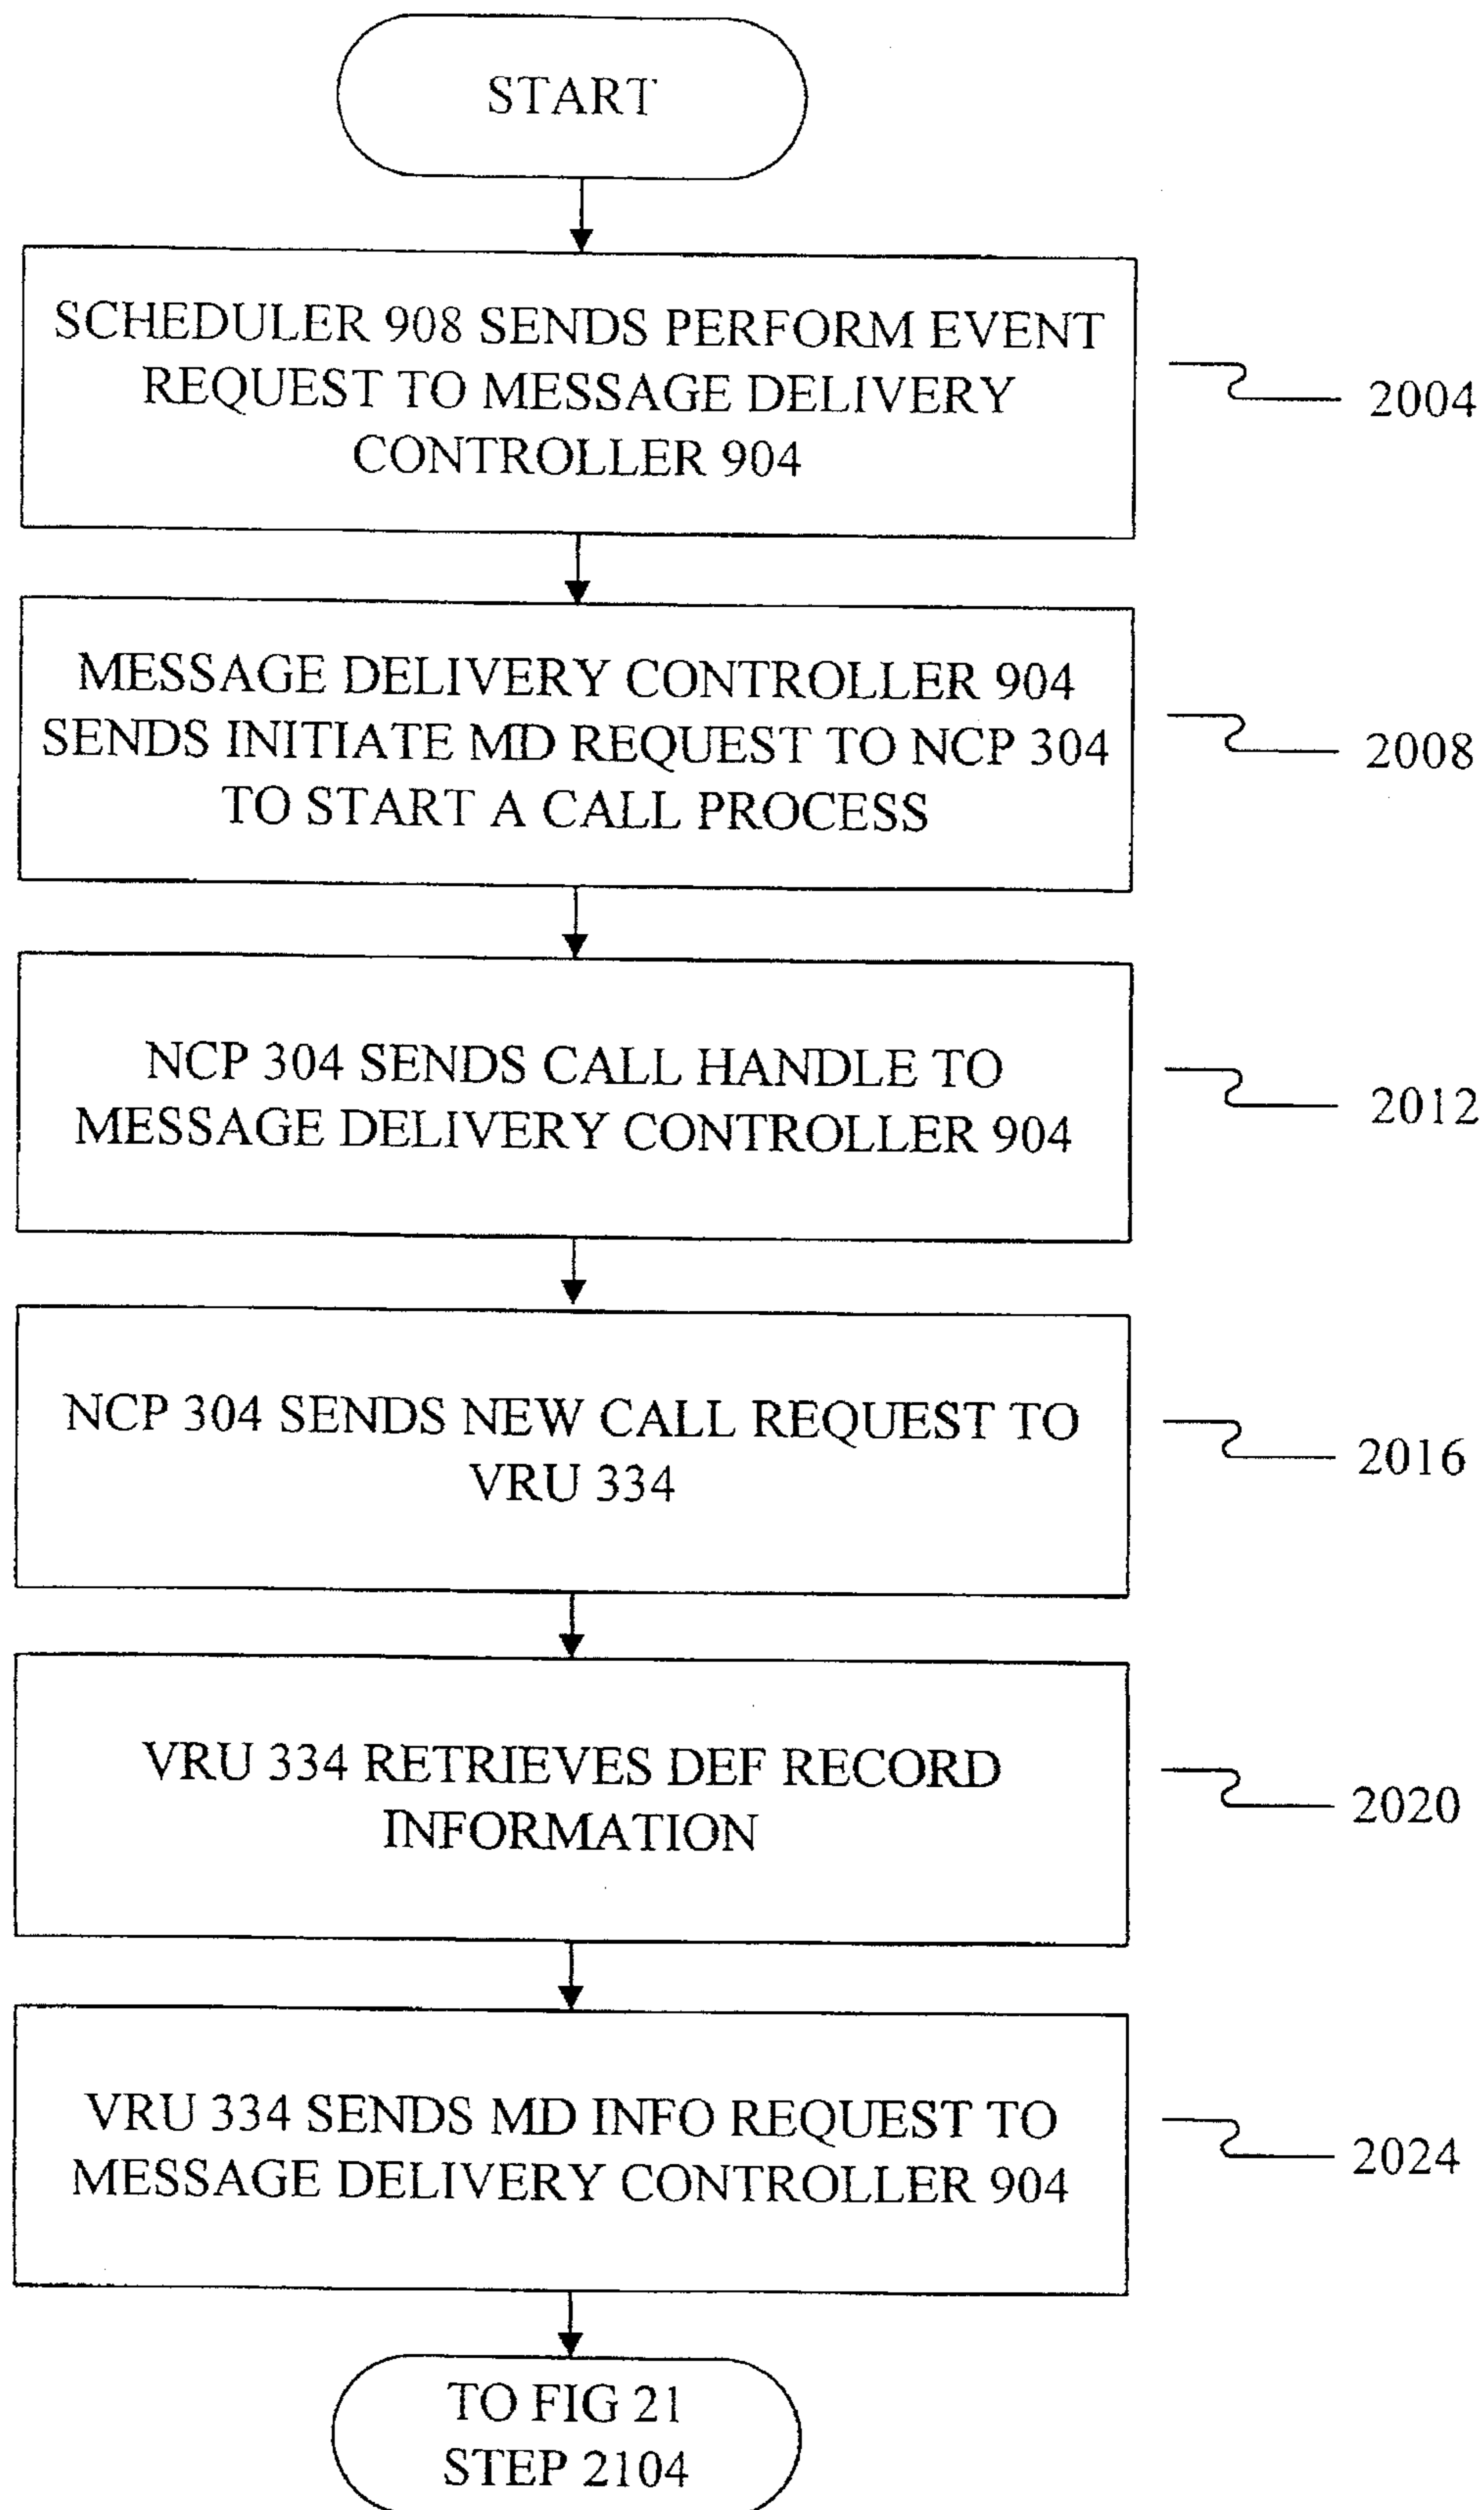 START
SCHEDULER 908 SENDS PERFORM EVENT
REQUEST TO MESSAGE DELIVERY
CONTROLLER 904
2004
MESSAGE DELIVERY CONTROLLER 904
SENDS INITIATE MD REQUEST TO NCP 304
TO START A CALL PROCESS
2008
NCP 304 SENDS CALL HANDLE TO
MESSAGE DELIVERY CONTROLLER 904
2012
NCP 304 SENDS NEW CALL REQUEST TO
VRU 334
2016
VRU 334 RETRIEVES DEF RECORD
INFORMATION
2020
VRU 334 SENDS MD INFO REQUEST TO
MESSAGE DELIVERY CONTROLLER 904
2024
TO FIG 21
STEP 2104